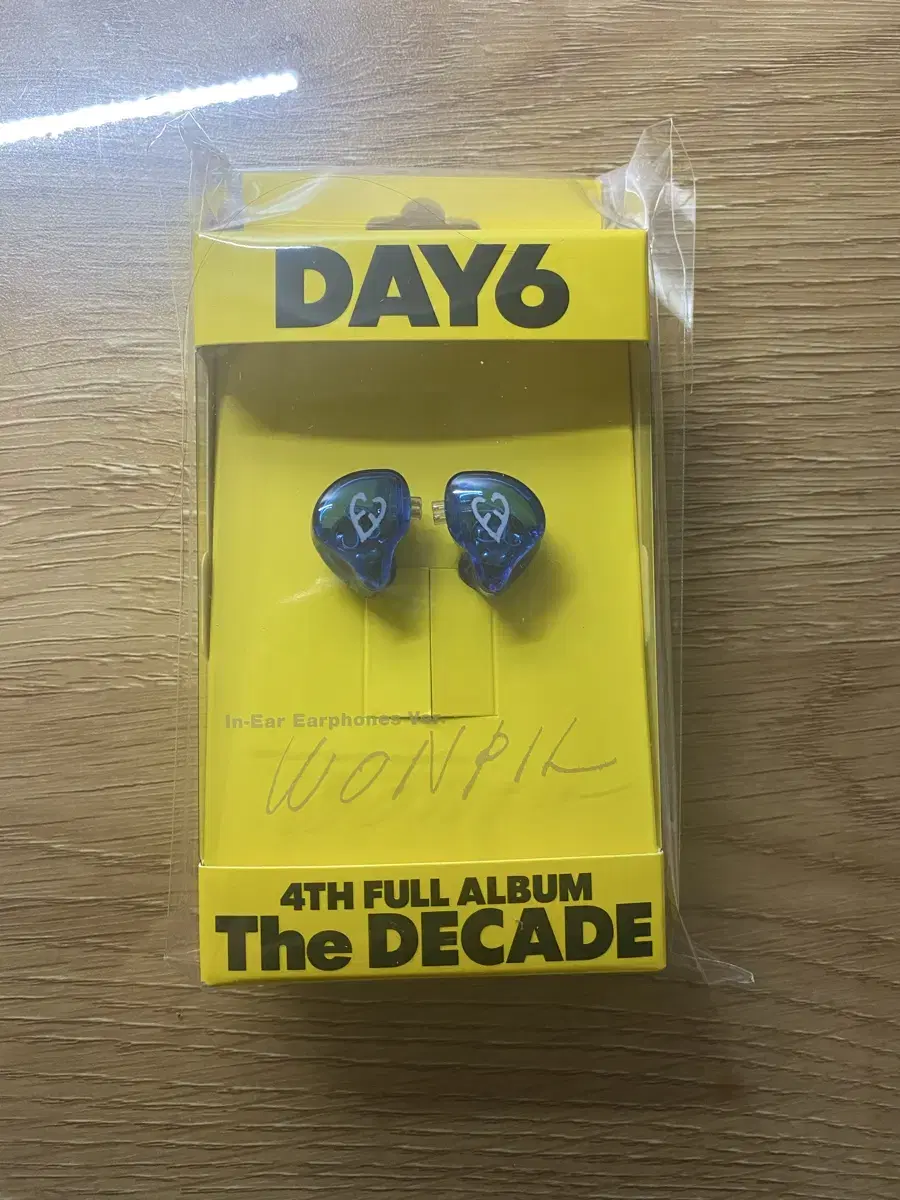 DAY6
In-Ear Earphones Ver.
WONPIL
4TH FULL ALBUM
The DECADE